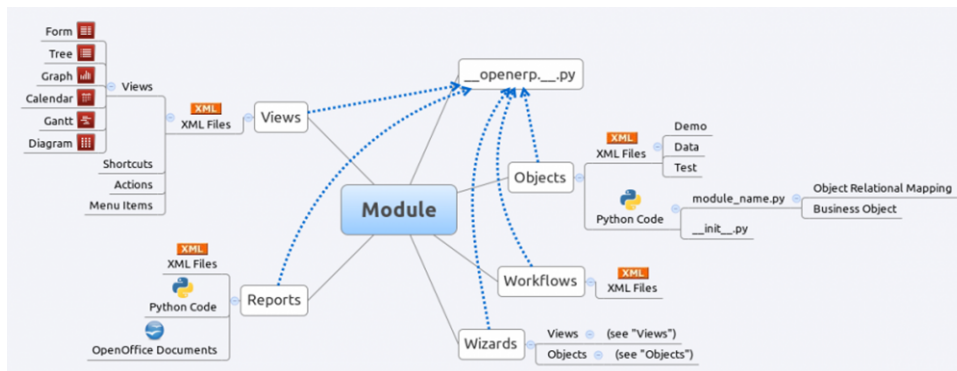 Form
Tree
Graph
Calendar
Gantt
Diagram
Views
Shortcuts
Actions
Menu Items
XML
XML Files
Views
__openerp.__.py
Module
Objects
XML
XML Files
Demo
Data
Test
Python Code
module_name.py
Object Relational Mapping
Business Object
__init__.py
Workflows
XML
XML Files
Wizards
Views (see "Views")
Objects (see "Objects")
Reports
XML
XML Files
Python Code
OpenOffice Documents